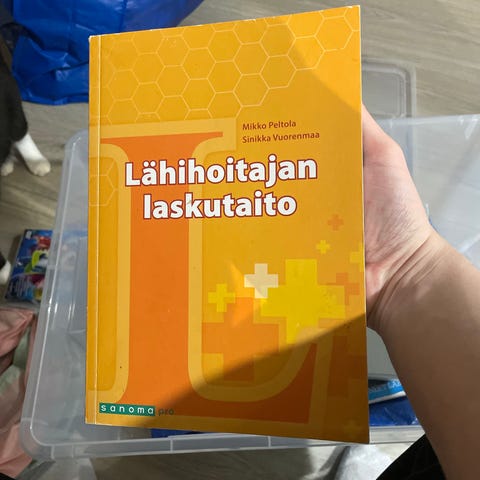 Mikko Peltola
Sinikka Vuorenmaa
Lähihoitajan
laskutaito
sanoma pro